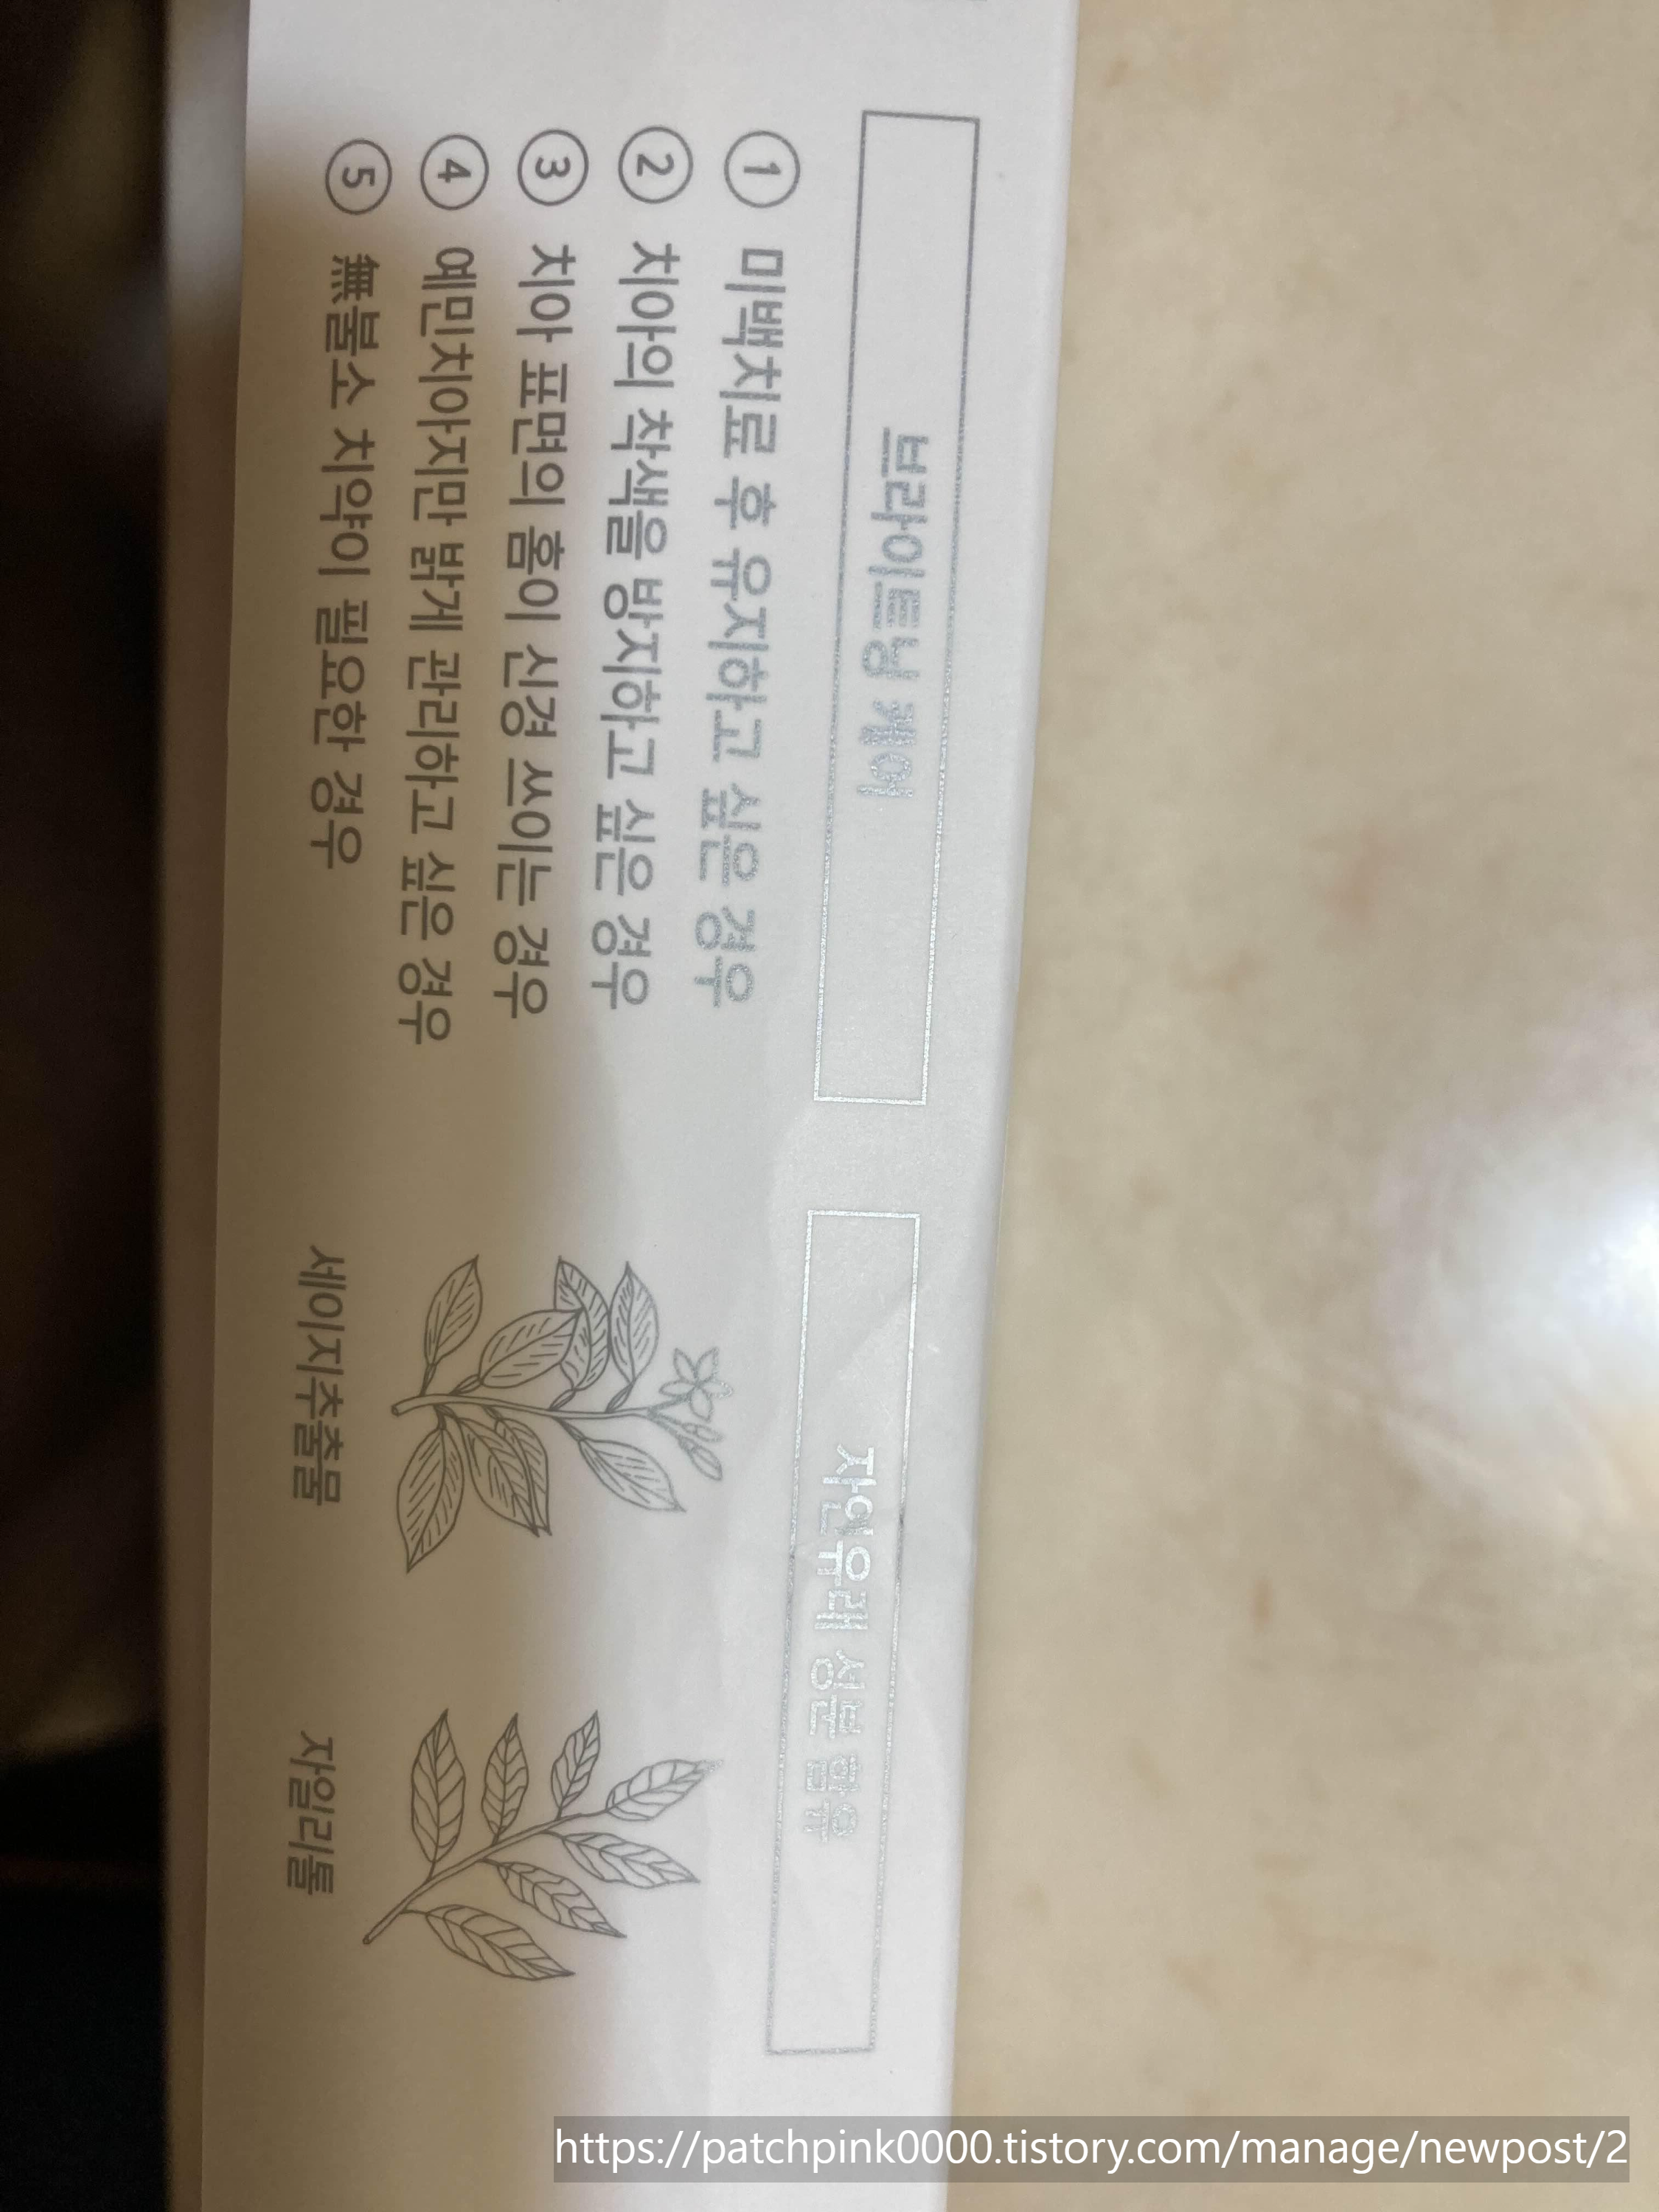 브라이트닝 케어
① 미백치료 후 유지하고 싶은 경우
② 치아의 착색을 방지하고 싶은 경우
③ 치아 표면의 홈이 신경 쓰이는 경우
④ 예민치아지만 밝게 관리하고 싶은 경우
⑤ 無불소 치약이 필요한 경우
자연유래 성분 함유
세이지추출물
자일리톨
https://patchpink0000.tistory.com/manage/newpost/2